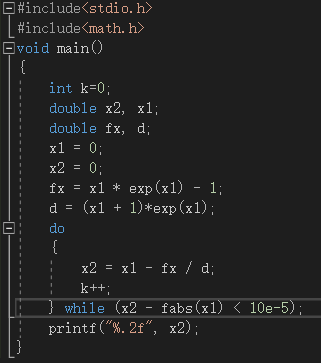 #include<stdio.h>
#include<math.h>
void main()
{
int k=0;
double x2, x1;
double fx, d;
x1 = 0;
x2 = 0;
fx = x1 * exp(x1) - 1;
d = (x1 + 1)*exp(x1);
do
{
x2 = x1 - fx / d;
k++;
} while (x2 - fabs(x1) < 10e-5);
printf("%.2f", x2);
}